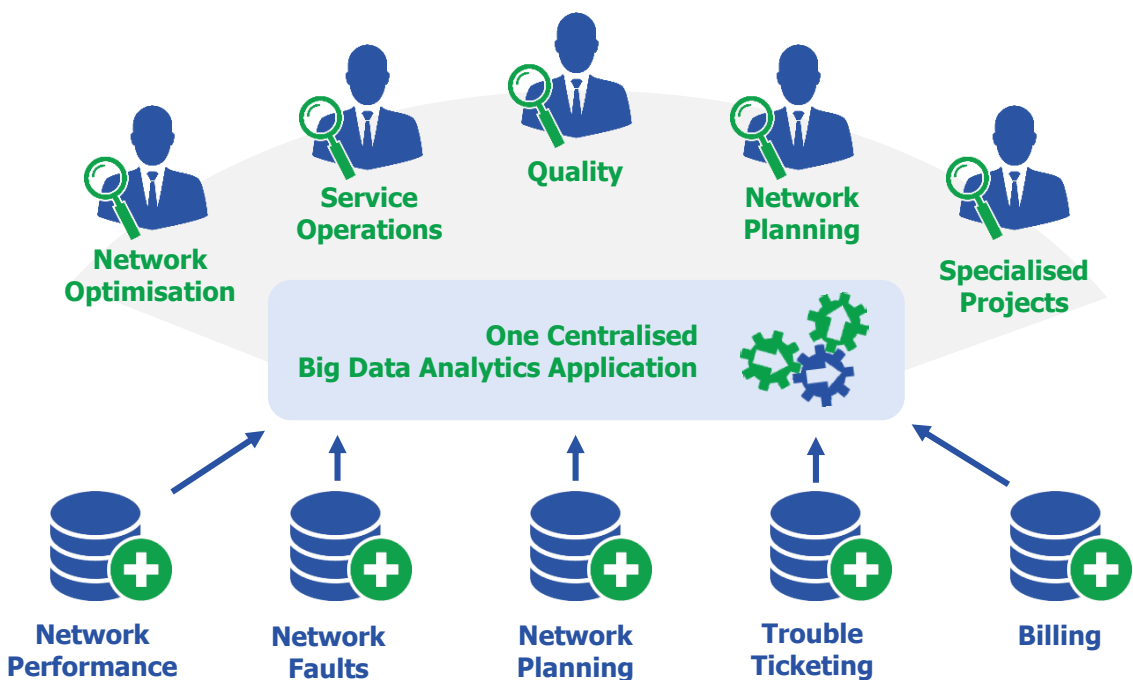 Quality
Service
Operations
Network
Planning
Network
Optimisation
Specialised
Projects
One Centralised
Big Data Analytics Application
Network
Performance
Network
Faults
Network
Planning
Trouble
Ticketing
Billing